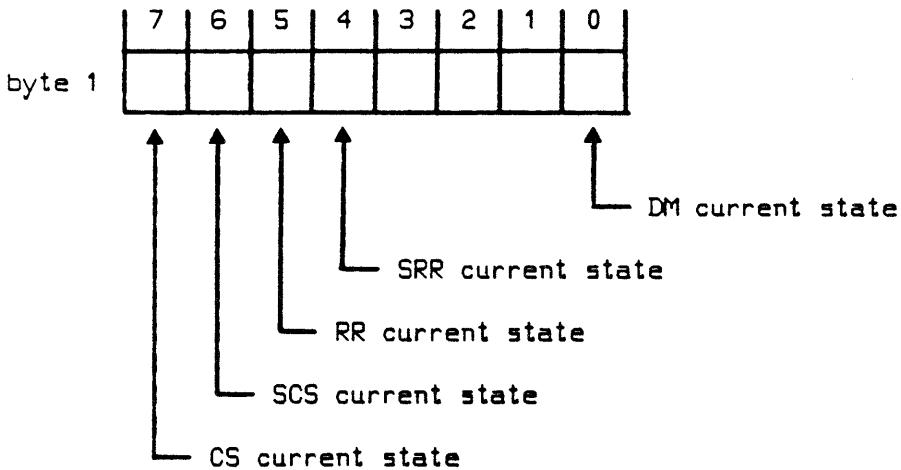 7 6 5 4 3 2 1 0
byte 1
DM current state
SRR current state
RR current state
SCS current state
CS current state